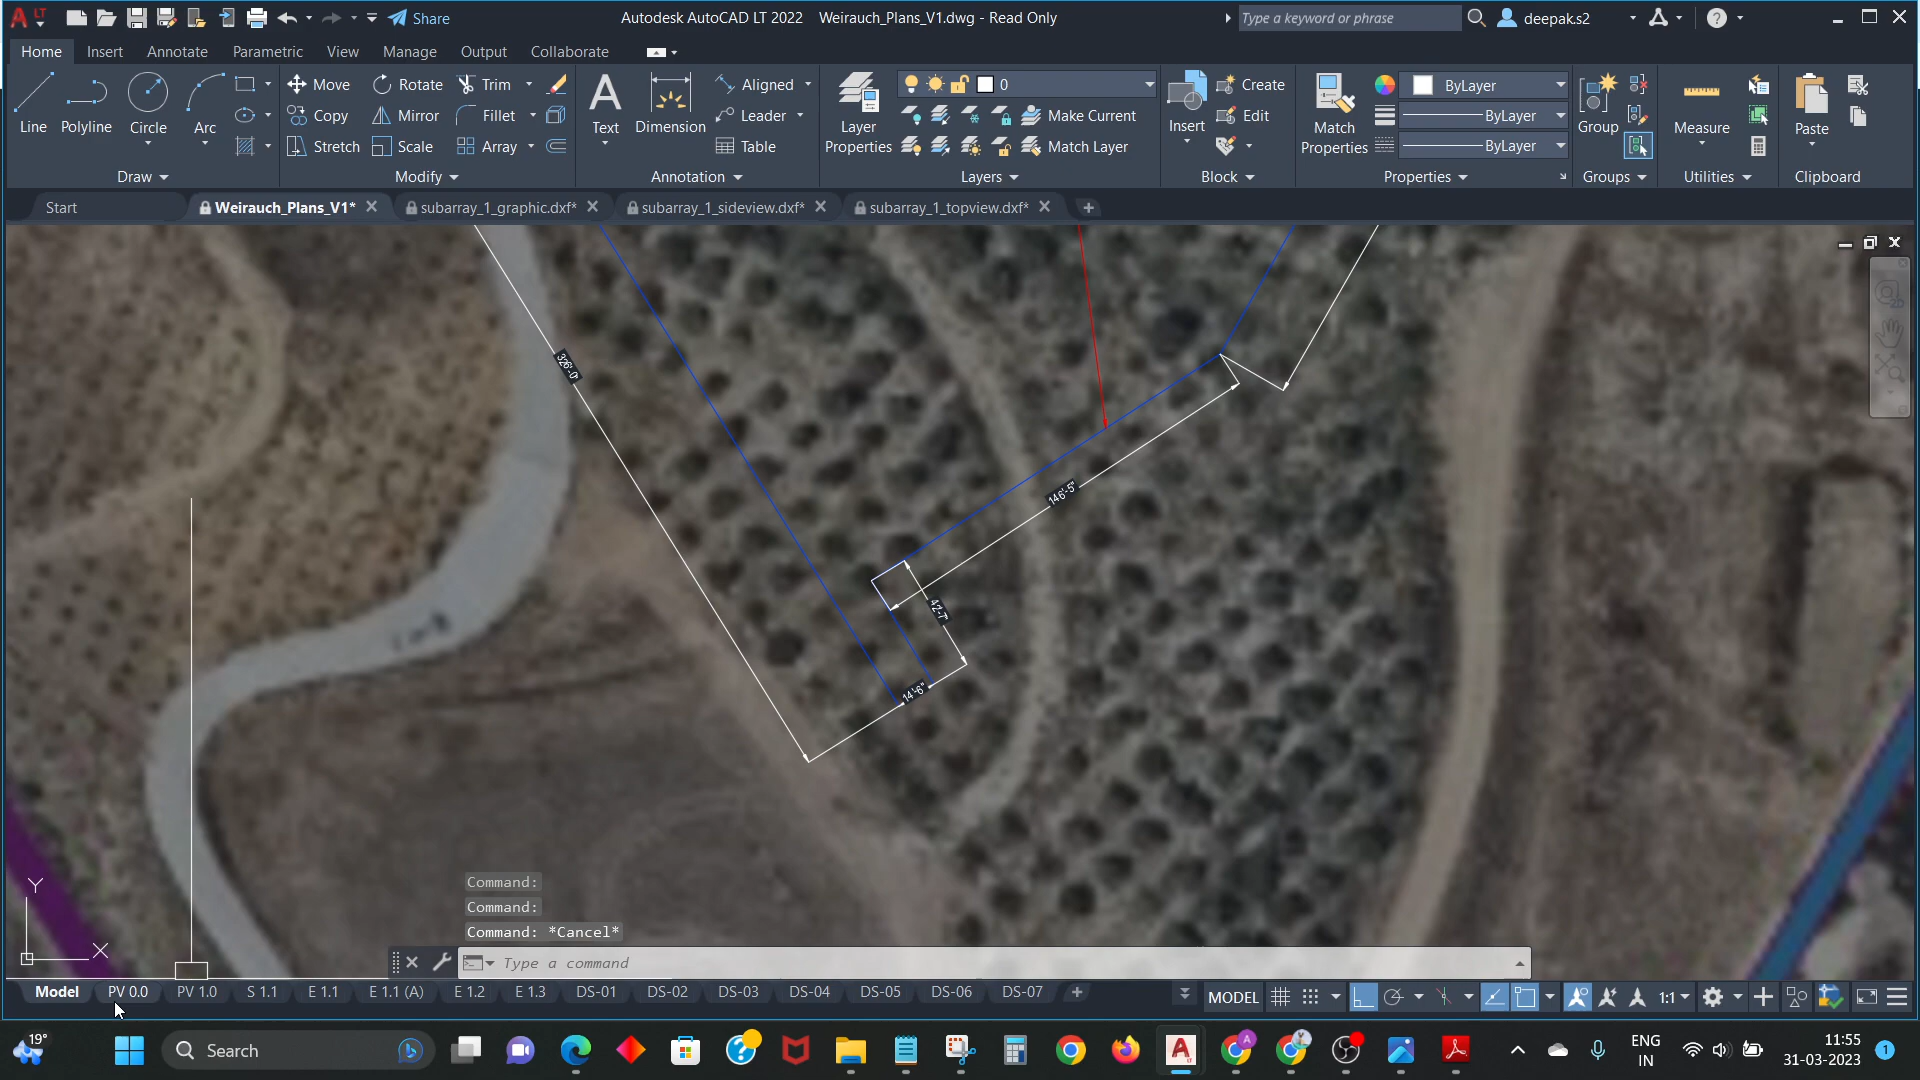 LT
Share
Autodesk AutoCAD LT 2022 Weirauch_Plans_V1.dwg - Read Only
Type a keyword or phrase
deepak.s2
Home Insert Annotate Parametric View Manage Output Collaborate
Line Polyline Circle Arc
Move Rotate Trim
Copy Mirror Fillet
Stretch Scale Array
Text Dimension
Aligned
Leader
Table
Layer Properties
0
Make Current
Match Layer
Insert
Create
Edit
Match Properties
ByLayer
ByLayer
ByLayer
Group
Measure
Paste
Draw Modify Annotation Layers Block Properties Groups Utilities Clipboard
Start Weirauch_Plans_V1* subarray_1_graphic.dxf* subarray_1_sideview.dxf* subarray_1_topview.dxf*
326'-0"
146'-5"
42'-7"
14'-6"
Y
X
Command:
Command:
Command: *Cancel*
Type a command
Model PV 0.0 PV 1.0 S 1.1 E 1.1 E 1.1 (A) E 1.2 E 1.3 DS-01 DS-02 DS-03 DS-04 DS-05 DS-06 DS-07
MODEL 1:1
19°
Search
ENG
IN
11:55
31-03-2023
1